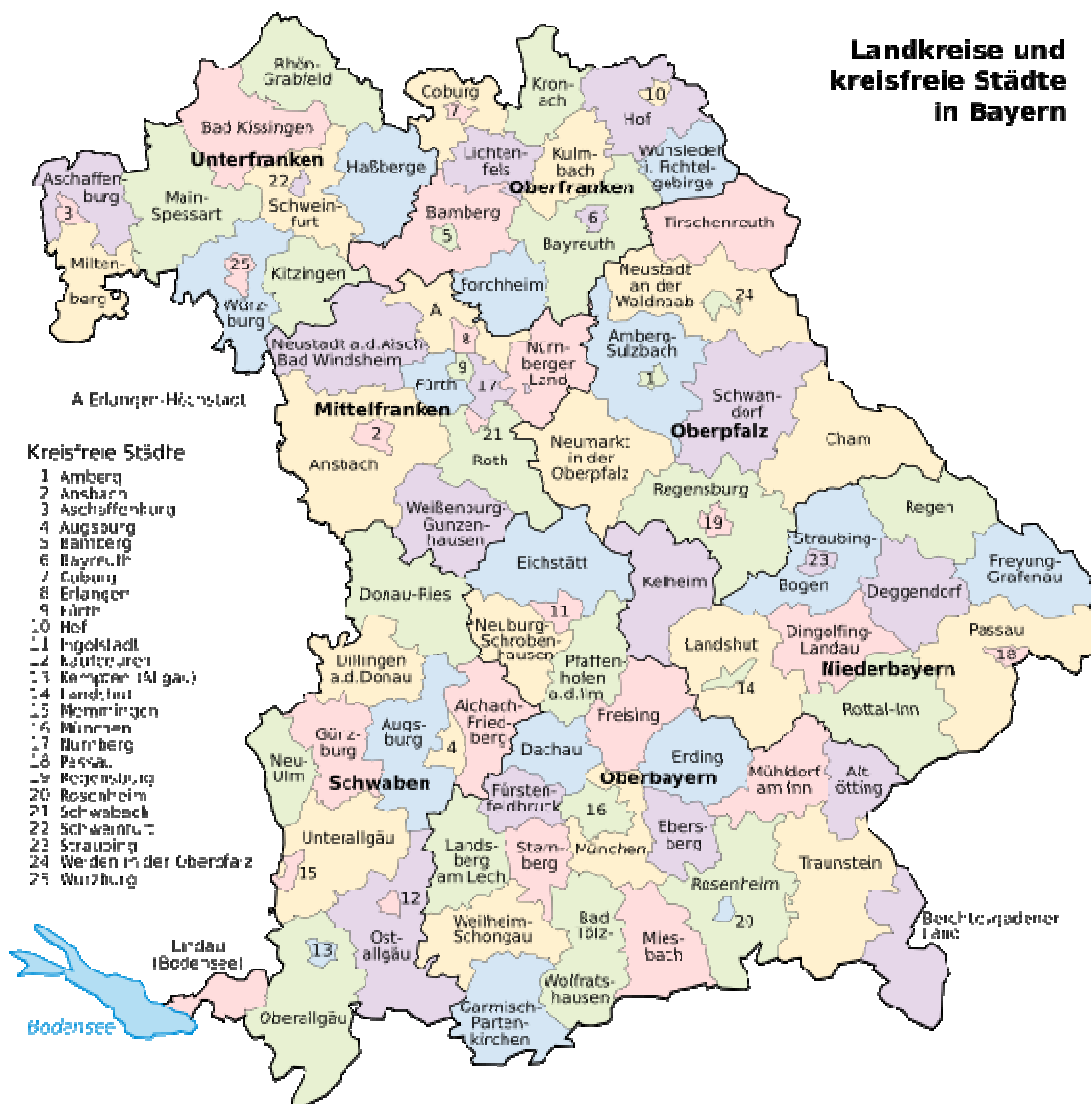 Landkreise und
kreisfreie Städte
in Bayern
Rhön-
Grabfeld
Bad Kissingen
Unterfranken
22
Schwein-
furt
Haßberge
Aschaffen-
burg
3
Main-
Spessart
Milten-
berg
25
Würz-
burg
Kitzingen
Coburg
7
Kron-
ach
10
Hof
Lichten-
fels
Kulm-
bach
Oberfranken
Wunsiedel
i. Fichtel-
gebirge
Bamberg
5
6
Bayreuth
Forchheim
Tirschenreuth
Neustadt
an der
Waldnaab
24
Amberg-
Sulzbach
1
Schwan-
dorf
Oberpfalz
Cham
Neumarkt
in der
Oberpfalz
Regensburg
19
A
8
9
Neustadt a.d.Aisch-
Bad Windsheim
Fürth
17
Nürn-
berger
Land
Mittelfranken
2
Ansbach
21
Roth
Weißenburg-
Gunzen-
hausen
A Erlangen-Höchstadt
Kreisfreie Städte
1 Amberg
2 Ansbach
3 Aschaffenburg
4 Augsburg
5 Bamberg
6 Bayreuth
7 Coburg
8 Erlangen
9 Fürth
10 Hof
11 Ingolstadt
12 Kaufbeuren
13 Kempten (Allgäu)
14 Landshut
15 Memmingen
16 München
17 Nürnberg
18 Passau
19 Regensburg
20 Rosenheim
21 Schwabach
22 Schweinfurt
23 Straubing
24 Weiden in der Oberpfalz
25 Würzburg
Regen
Straubing-
23
Bogen
Deggendorf
Freyung-
Grafenau
Passau
18
Dingolfing-
Landau
Niederbayern
Rottal-Inn
Landshut
14
Kelheim
Eichstätt
11
Neuburg-
Schroben-
hausen
Pfaffen-
hofen
a.d.Ilm
Freising
Erding
Dachau
Oberbayern
Mühldorf
am Inn
Alt-
ötting
Fürsten-
feldbruck
16
München
Ebers-
berg
Lands-
berg
am Lech
Starn-
berg
Rosenheim
20
Traunstein
Berchtesgadener
Land
Weilheim-
Schongau
Bad
Tölz-
Wolfrats-
hausen
Mies-
bach
Garmisch-
Parten-
kirchen
Donau-Ries
Dillingen
a.d.Donau
Aichach-
Fried-
berg
Augs-
burg
4
Günz-
burg
Neu-
Ulm
Schwaben
Unterallgäu
15
12
Ost-
allgäu
13
Oberallgäu
Lindau
(Bodensee)
Bodensee